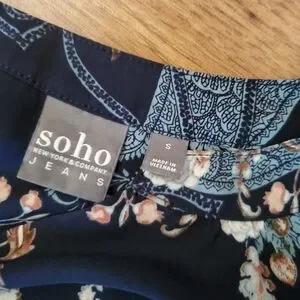 soho
NEW YORK & COMPANY
JEANS
S
MADE IN
VIETNAM